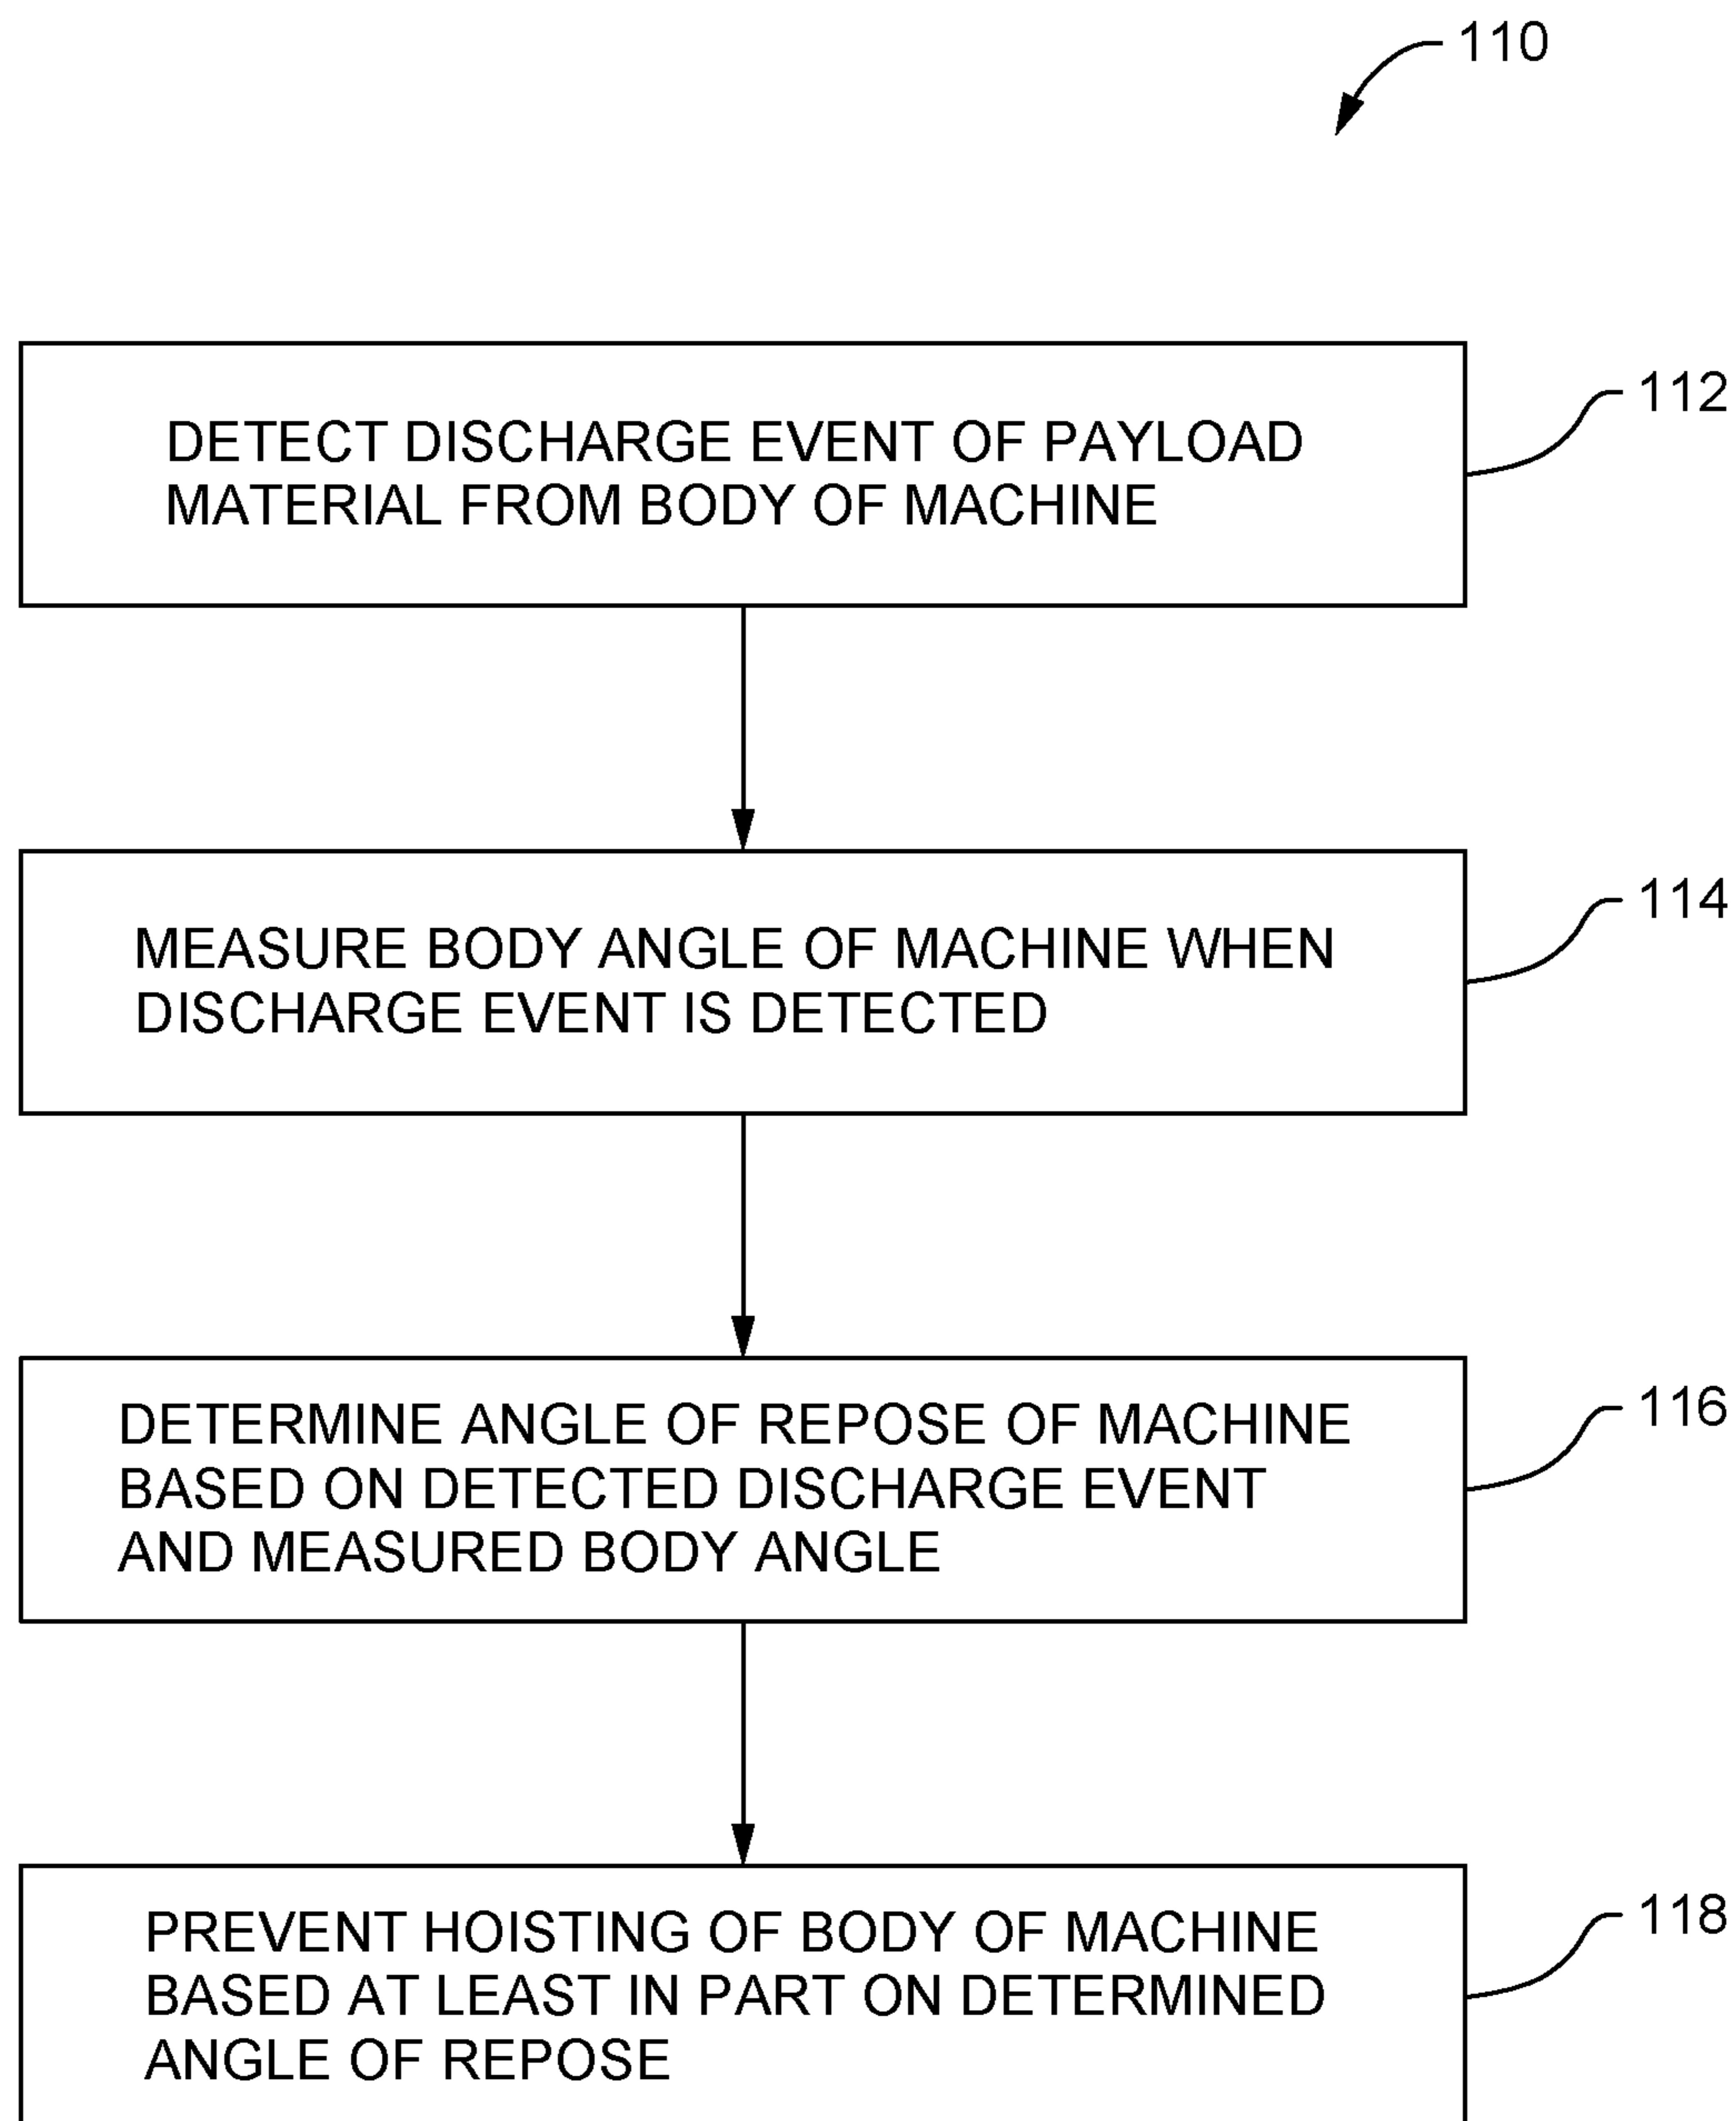 110
DETECT DISCHARGE EVENT OF PAYLOAD
MATERIAL FROM BODY OF MACHINE
112
MEASURE BODY ANGLE OF MACHINE WHEN
DISCHARGE EVENT IS DETECTED
114
DETERMINE ANGLE OF REPOSE OF MACHINE
BASED ON DETECTED DISCHARGE EVENT
AND MEASURED BODY ANGLE
116
PREVENT HOISTING OF BODY OF MACHINE
BASED AT LEAST IN PART ON DETERMINED
ANGLE OF REPOSE
118